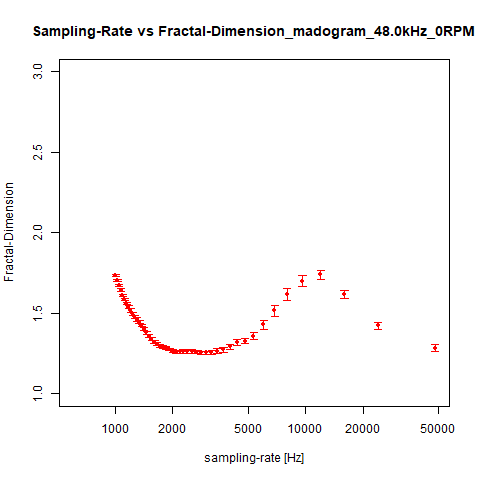 Sampling-Rate vs Fractal-Dimension_madogram_48.0kHz_0RPM
3.0
2.5
2.0
1.5
1.0
Fractal-Dimension
1000 2000 5000 10000 20000 50000
sampling-rate [Hz]